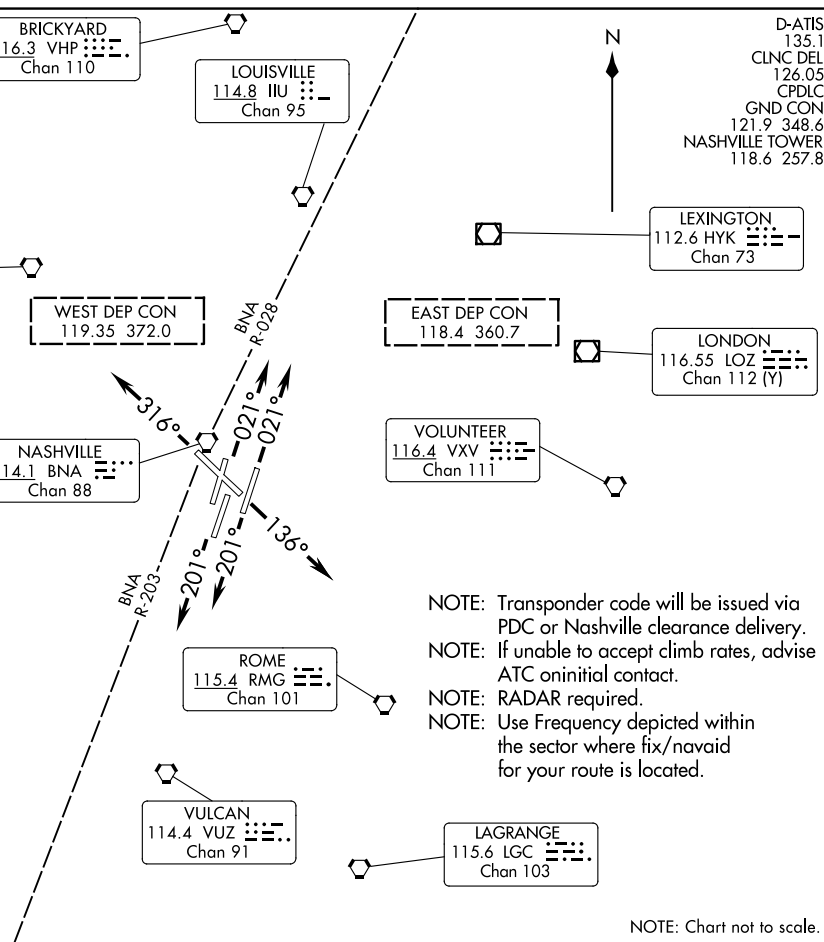 BRICKYARD
16.3 VHP
Chan 110
LOUISVILLE
114.8 IIU
Chan 95
N
D-ATIS
135.1
CLNC DEL
126.05
CPDLC
GND CON
121.9 348.6
NASHVILLE TOWER
118.6 257.8
LEXINGTON
112.6 HYK
Chan 73
WEST DEP CON
119.35 372.0
BNA
R-028
EAST DEP CON
118.4 360.7
LONDON
116.55 LOZ
Chan 112 (Y)
316°
021°
021°
NASHVILLE
14.1 BNA
Chan 88
VOLUNTEER
116.4 VXV
Chan 111
136°
201°
201°
BNA
R-203
NOTE: Transponder code will be issued via
PDC or Nashville clearance delivery.
NOTE: If unable to accept climb rates, advise
ATC oninitial contact.
NOTE: RADAR required.
NOTE: Use Frequency depicted within
the sector where fix/navaid
for your route is located.
ROME
115.4 RMG
Chan 101
VULCAN
114.4 VUZ
Chan 91
LAGRANGE
115.6 LGC
Chan 103
NOTE: Chart not to scale.